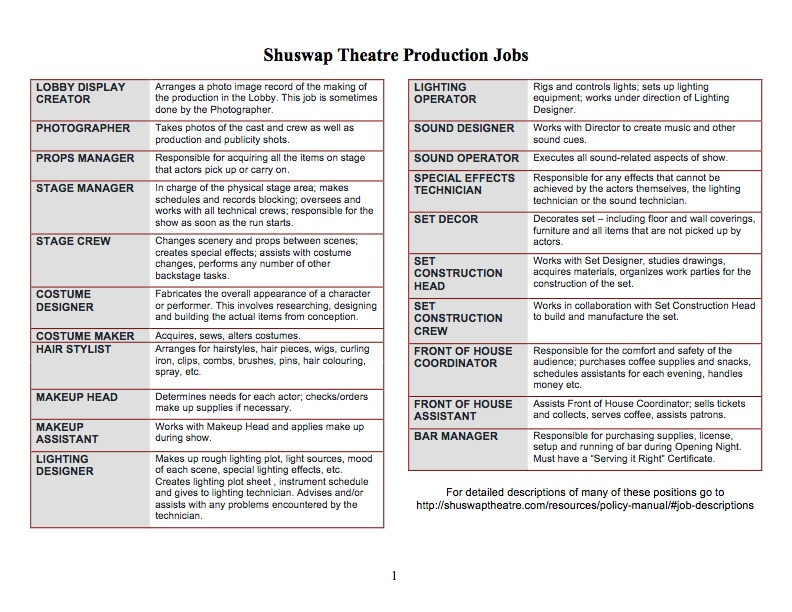 Shuswap Theatre Production Jobs
LOBBY DISPLAY
CREATOR
Arranges a photo image record of the making of
the production in the Lobby. This job is sometimes
done by the Photographer.
PHOTOGRAPHER
Takes photos of the cast and crew as well as
production and publicity shots.
PROPS MANAGER
Responsible for acquiring all the items on stage
that actors pick up or carry on.
STAGE MANAGER
In charge of the physical stage area; makes
schedules and records blocking; oversees and
works with all technical crews; responsible for the
show as soon as the run starts.
STAGE CREW
Changes scenery and props between scenes;
creates special effects; assists with costume
changes, performs any number of other
backstage tasks.
COSTUME
DESIGNER
Fabricates the overall appearance of a character
or performer. This involves researching, designing
and building the actual items from conception.
COSTUME MAKER
Acquires, sews, alters costumes.
HAIR STYLIST
Arranges for hairstyles, hair pieces, wigs, curling
iron, clips, combs, brushes, pins, hair colouring,
spray, etc.
MAKEUP HEAD
Determines needs for each actor; checks/orders
make up supplies if necessary.
MAKEUP
ASSISTANT
Works with Makeup Head and applies make up
during show.
LIGHTING
DESIGNER
Makes up rough lighting plot, light sources, mood
of each scene, special lighting effects, etc.
Creates lighting plot sheet , instrument schedule
and gives to lighting technician. Advises and/or
assists with any problems encountered by the
technician.
LIGHTING
OPERATOR
Rigs and controls lights; sets up lighting
equipment; works under direction of Lighting
Designer.
SOUND DESIGNER
Works with Director to create music and other
sound cues.
SOUND OPERATOR
Executes all sound-related aspects of show.
SPECIAL EFFECTS
TECHNICIAN
Responsible for any effects that cannot be
achieved by the actors themselves, the lighting
technician or the sound technician.
SET DECOR
Decorates set – including floor and wall coverings,
furniture and all items that are not picked up by
actors.
SET
CONSTRUCTION
HEAD
Works with Set Designer, studies drawings,
acquires materials, organizes work parties for the
construction of the set.
SET
CONSTRUCTION
CREW
Works in collaboration with Set Construction Head
to build and manufacture the set.
FRONT OF HOUSE
COORDINATOR
Responsible for the comfort and safety of the
audience; purchases coffee supplies and snacks,
schedules assistants for each evening, handles
money etc.
FRONT OF HOUSE
ASSISTANT
Assists Front of House Coordinator; sells tickets
and collects, serves coffee, assists patrons.
BAR MANAGER
Responsible for purchasing supplies, license,
setup and running of bar during Opening Night.
Must have a "Serving it Right" Certificate.
For detailed descriptions of many of these positions go to
http://shuswaptheatre.com/resources/policy-manual/#job-descriptions
1